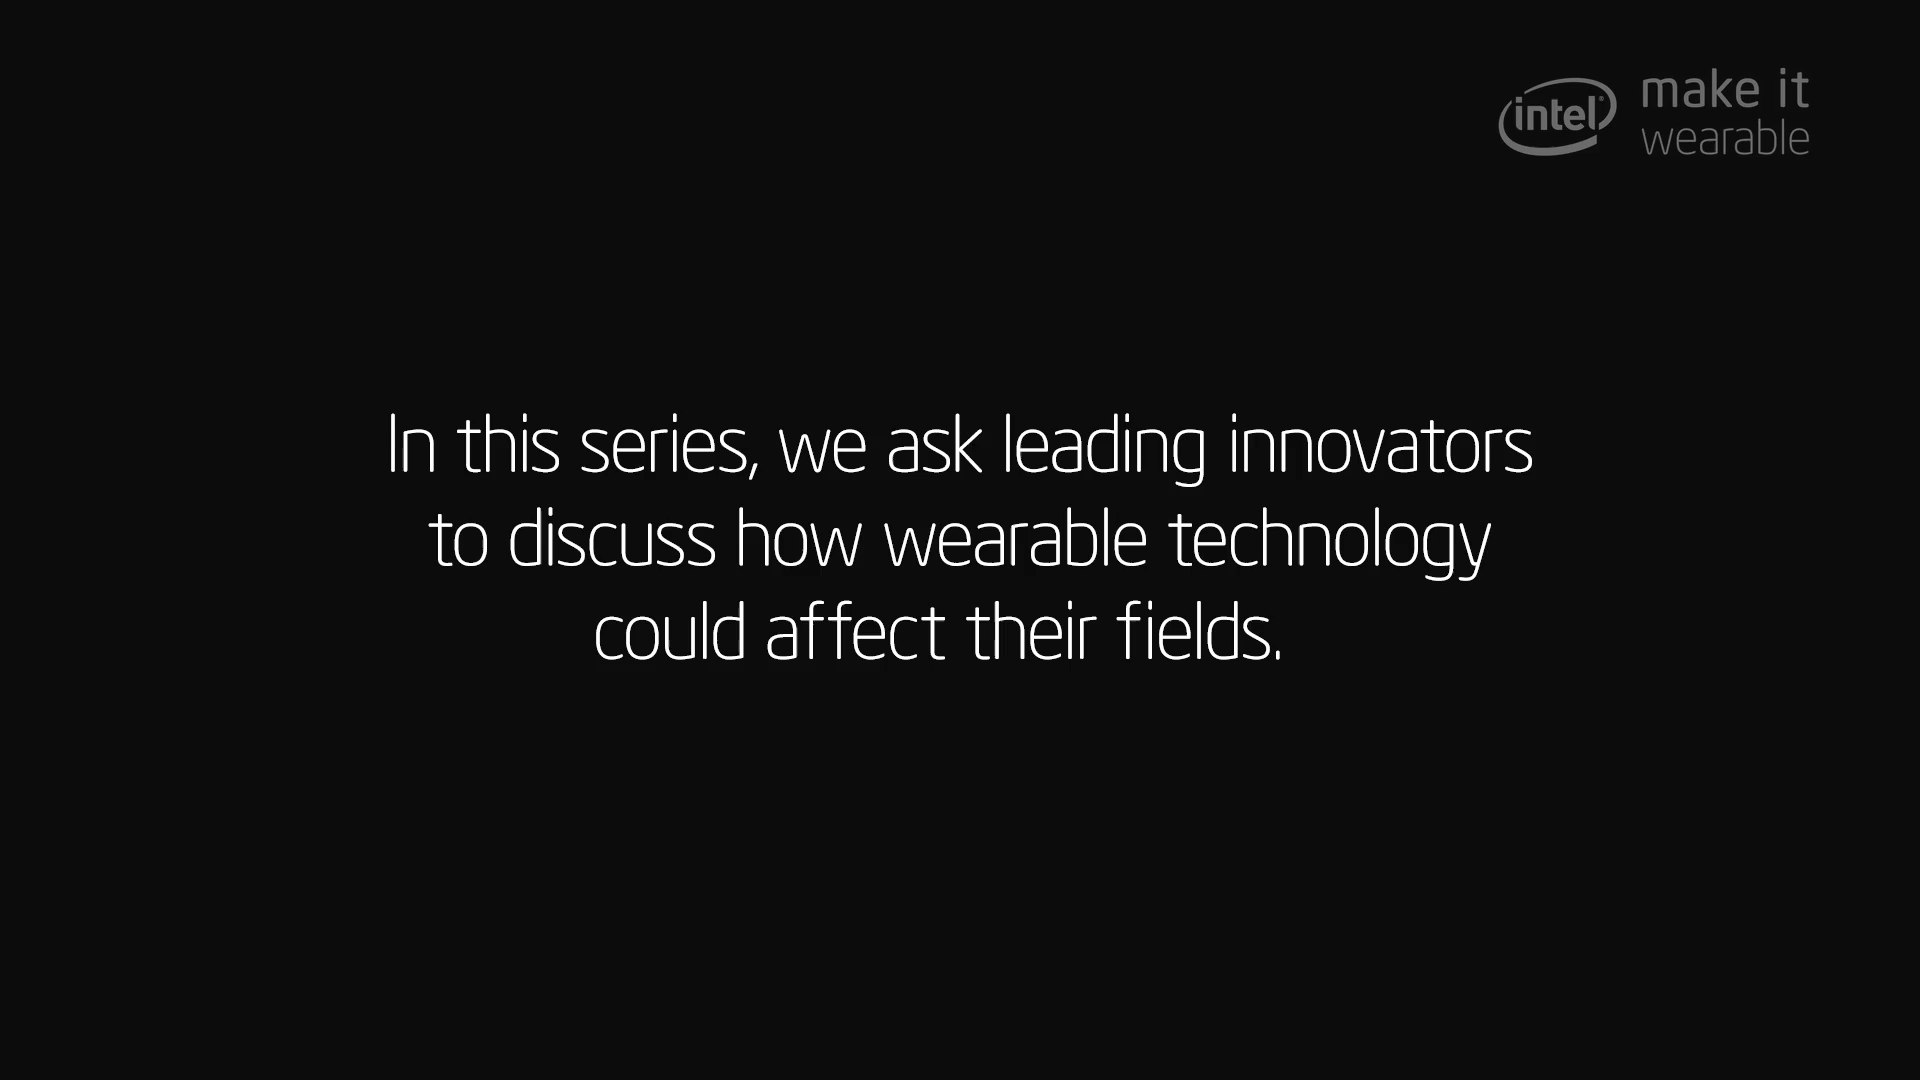 intel
make it
wearable
In this series, we ask leading innovators
to discuss how wearable technology
could affect their fields.